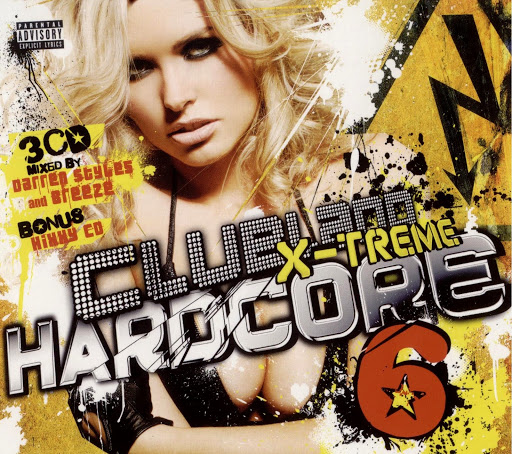 PARENTAL
ADVISORY
EXPLICIT LYRICS
3CD
MIXED BY
DARREN STYLES
AND BREEZE
BONUS
HIXXY CD
CLUBLAND
X-TREME
HARDCORE
6